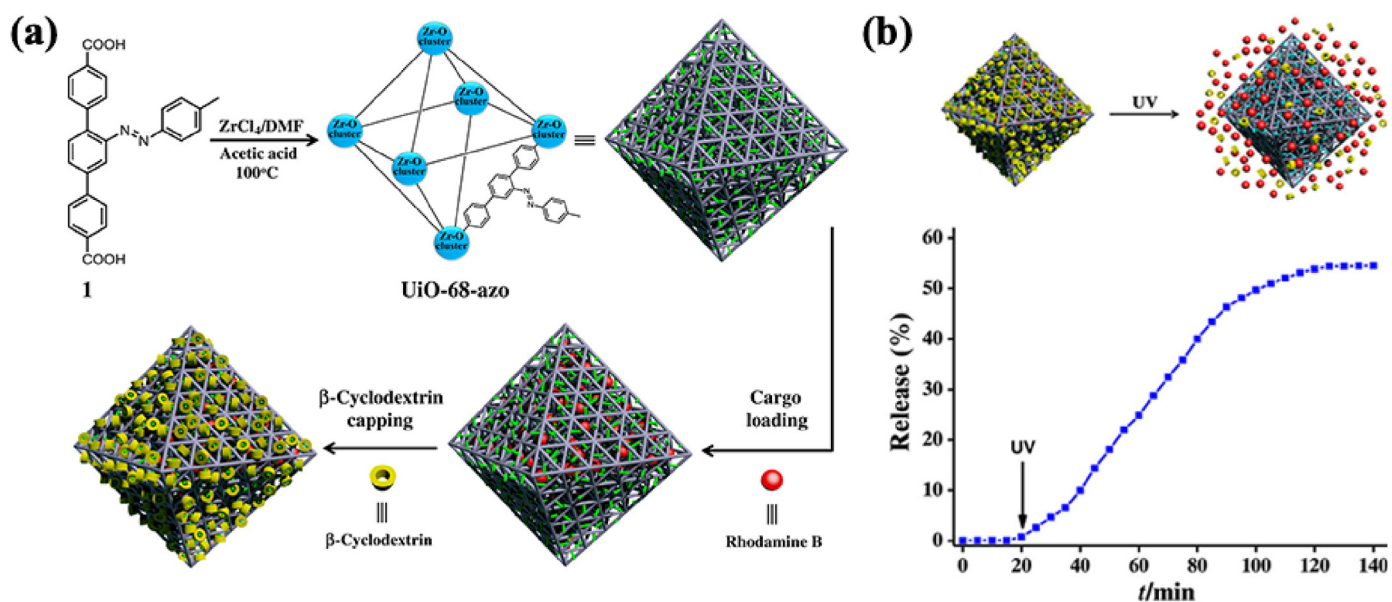 (a)
COOH
N
N
COOH
1
ZrCl₄/DMF
Acetic acid
100°C
Zr-O
cluster
Zr-O
cluster
Zr-O
cluster
Zr-O
cluster
Zr-O
cluster
Zr-O
cluster
N
N
UiO-68-azo
≡
Cargo
loading
Rhodamine B
β-Cyclodextrin
capping
β-Cyclodextrin
(b)
UV
Release (%)
60
50
40
30
20
10
0
UV
0 20 40 60 80 100 120 140
t/min